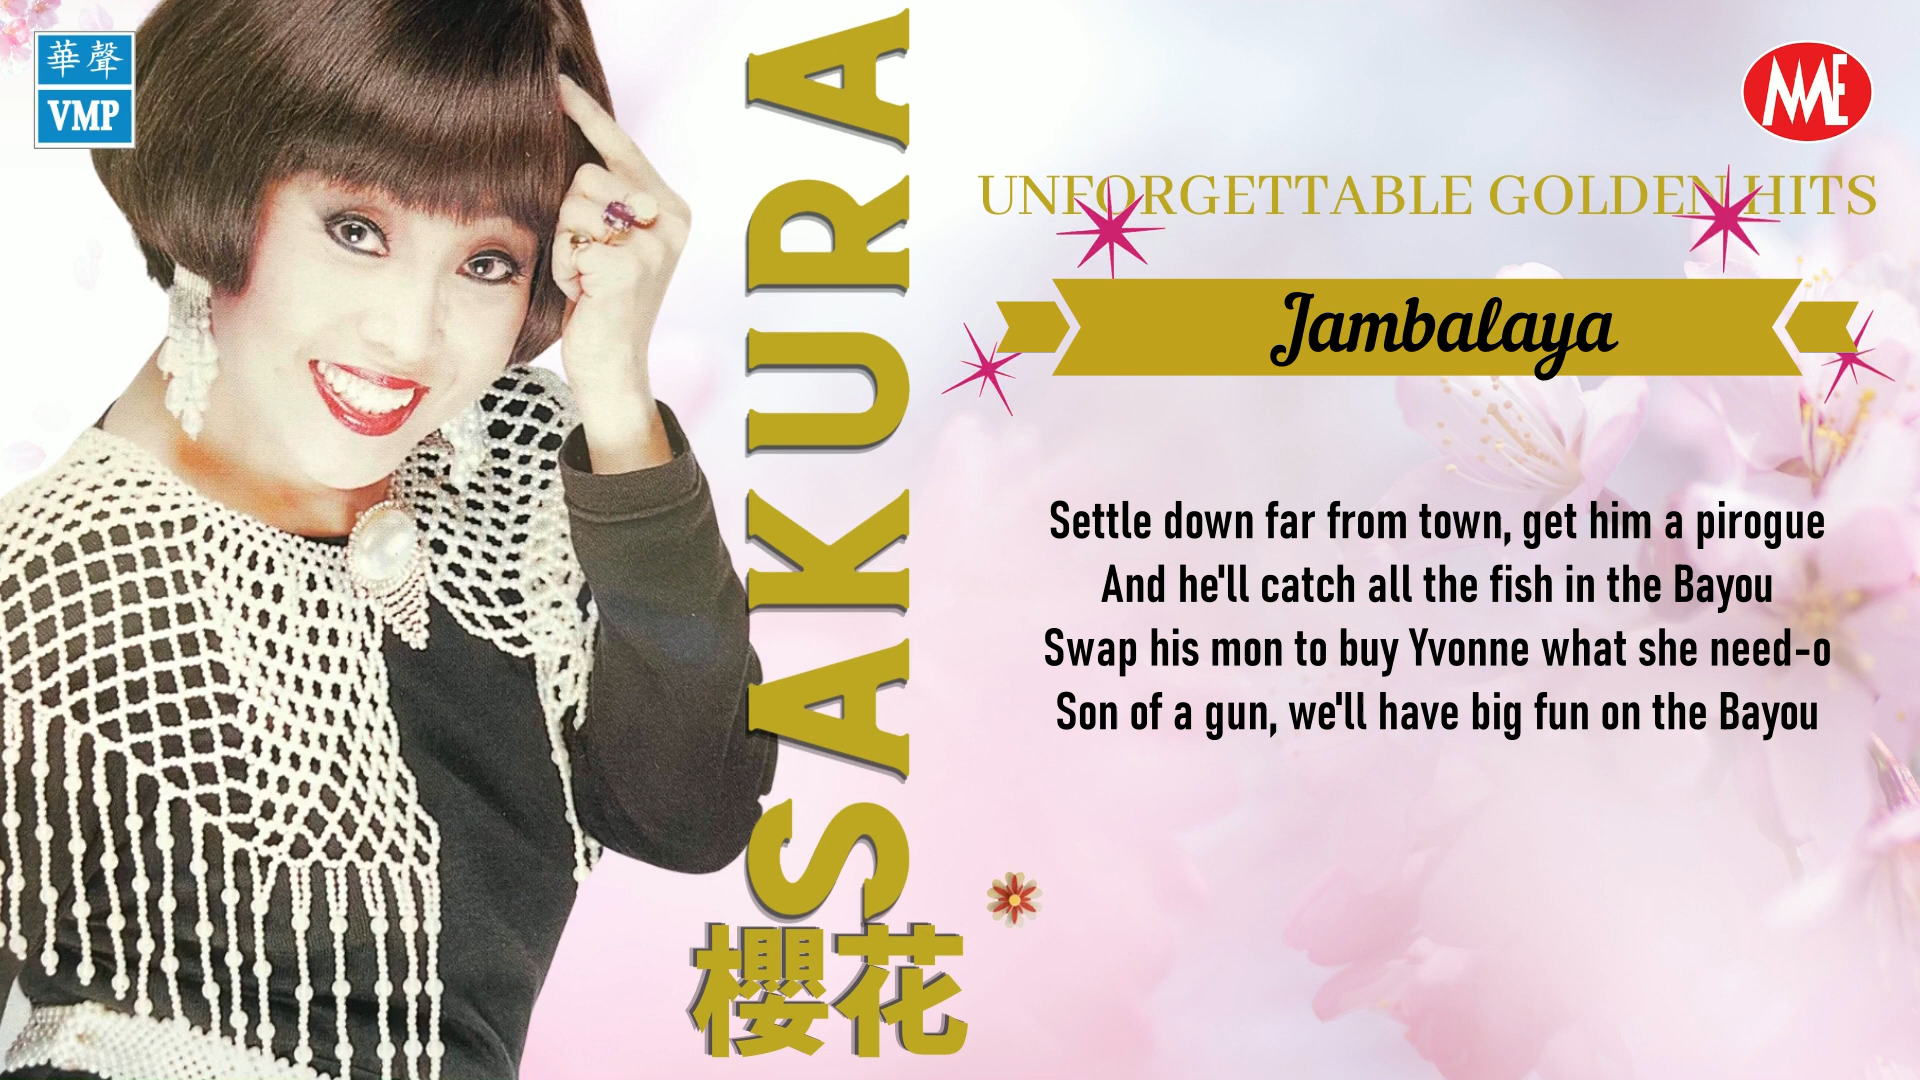 華聲
VMP
SAKURA
櫻花
MME
UNFORGETTABLE GOLDEN HITS
Jambalaya
Settle down far from town, get him a pirogue
And he'll catch all the fish in the Bayou
Swap his mon to buy Yvonne what she need-o
Son of a gun, we'll have big fun on the Bayou